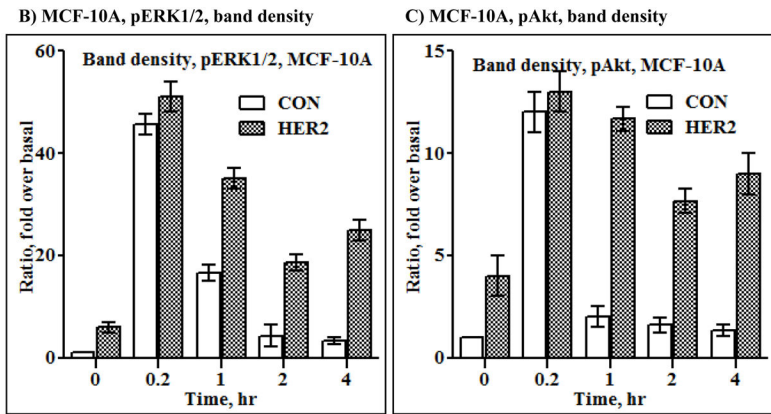 B) MCF-10A, pERK1/2, band density
60
40
20
0
Ratio, fold over basal
Band density, pERK1/2, MCF-10A
CON
HER2
0 0.2 1 2 4
Time, hr
C) MCF-10A, pAkt, band density
15
10
5
0
Ratio, fold over basal
Band density, pAkt, MCF-10A
CON
HER2
0 0.2 1 2 4
Time, hr